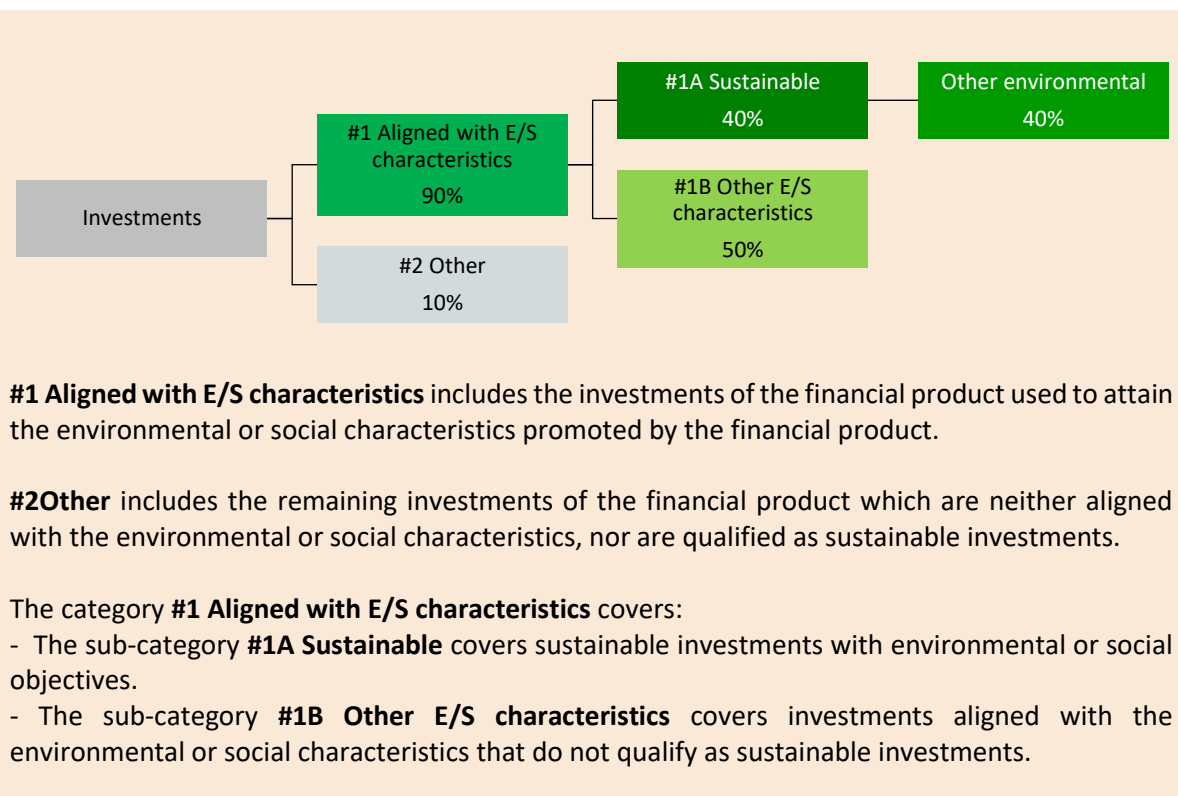 #1A Sustainable
40%
Other environmental
40%
#1 Aligned with E/S
characteristics
90%
#1B Other E/S
characteristics
50%
Investments
#2 Other
10%
#1 Aligned with E/S characteristics includes the investments of the financial product used to attain
the environmental or social characteristics promoted by the financial product.
#2Other includes the remaining investments of the financial product which are neither aligned
with the environmental or social characteristics, nor are qualified as sustainable investments.
The category #1 Aligned with E/S characteristics covers:
- The sub-category #1A Sustainable covers sustainable investments with environmental or social
objectives.
- The sub-category #1B Other E/S characteristics covers investments aligned with the
environmental or social characteristics that do not qualify as sustainable investments.